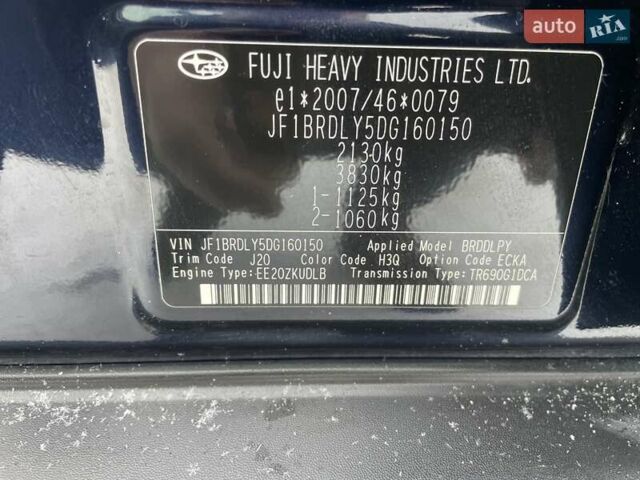 auto RIA .com
FUJI HEAVY INDUSTRIES LTD.
e1*2007/46*0079
JF1BRDLY5DG160150
2130kg
3830kg
1-1125kg
2-1060kg
VIN JF1BRDLY5DG160150 Applied Model BRDDLPY
Trim Code J20 Color Code H3Q Option Code ECKA
Engine Type:EE20ZKUDLB Transmission Type:TR690G1DCA